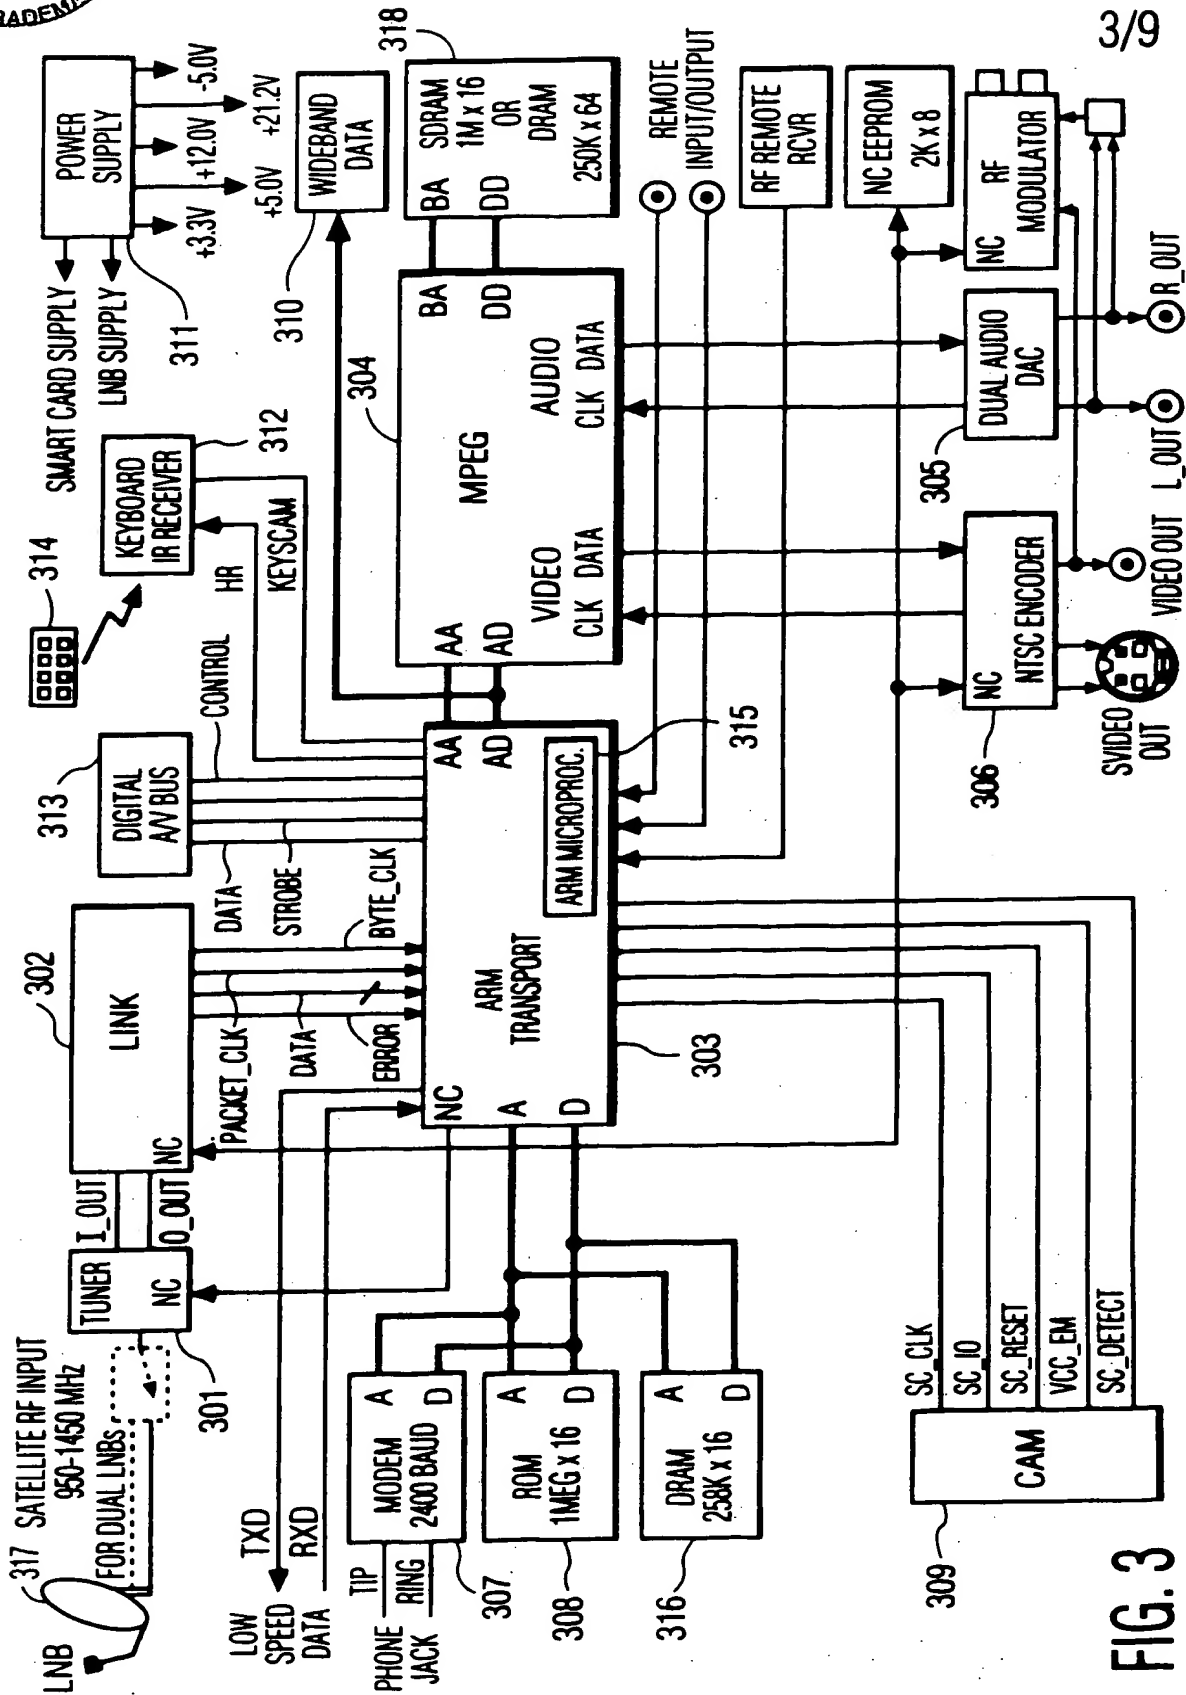 3/9
317
SATELLITE RF INPUT
950-1450 MHz
FOR DUAL LNBs
LNB
TUNER
NC
301
I_OUT
O_OUT
302
LINK
NC
PACKET_CLK
DATA
ERROR
BYTE_CLK
313
DIGITAL
A/V BUS
DATA
STROBE
CONTROL
314
KEYBOARD
IR RECEIVER
312
HR
KEYSCAM
SMART CARD SUPPLY
LNB SUPPLY
311
POWER
SUPPLY
+3.3V
+5.0V
+12.0V
+21.2V
-5.0V
310
WIDEBAND
DATA
318
SDRAM
1M x 16
OR
DRAM
250K x 64
BA
DD
304
MPEG
BA
DD
AA
AD
VIDEO
CLK DATA
AUDIO
CLK DATA
LOW
SPEED
DATA
TXD
RXD
NC
A
D
ARM
TRANSPORT
AA
AD
ARM MICROPROC.
315
303
PHONE
JACK
TIP
RING
MODEM
2400 BAUD
A
D
307
ROM
1MEG x 16
A
D
308
DRAM
258K x 16
A
D
316
REMOTE
INPUT/OUTPUT
RF REMOTE
RCVR
NC EEPROM
2K x 8
RF
MODULATOR
NC
DUAL AUDIO
DAC
305
NTSC ENCODER
NC
306
SVIDEO
OUT
VIDEO OUT
L_OUT
R_OUT
CAM
309
SC_CLK
SC_IO
SC_RESET
VCC_EM
SC_DETECT
FIG. 3